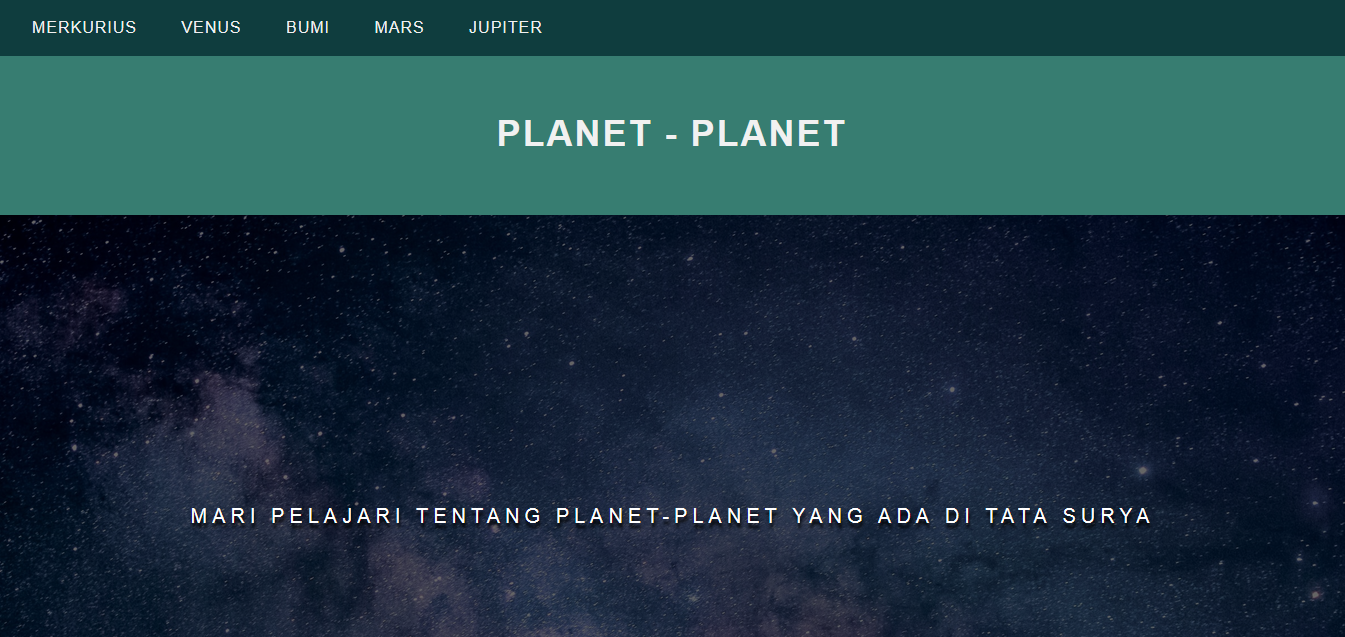 MERKURIUS VENUS BUMI MARS JUPITER
PLANET - PLANET
MARI PELAJARI TENTANG PLANET-PLANET YANG ADA DI TATA SURYA